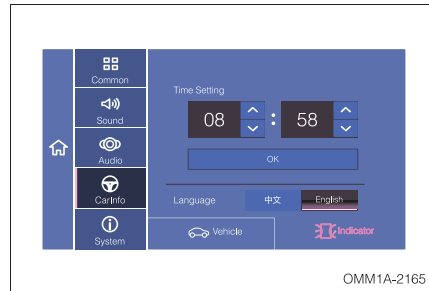 Common
Sound
Audio
CarInfo
System
Time Setting
08 : 58
OK
Language 中文 English
Vehicle Indicator
OMM1A-2165